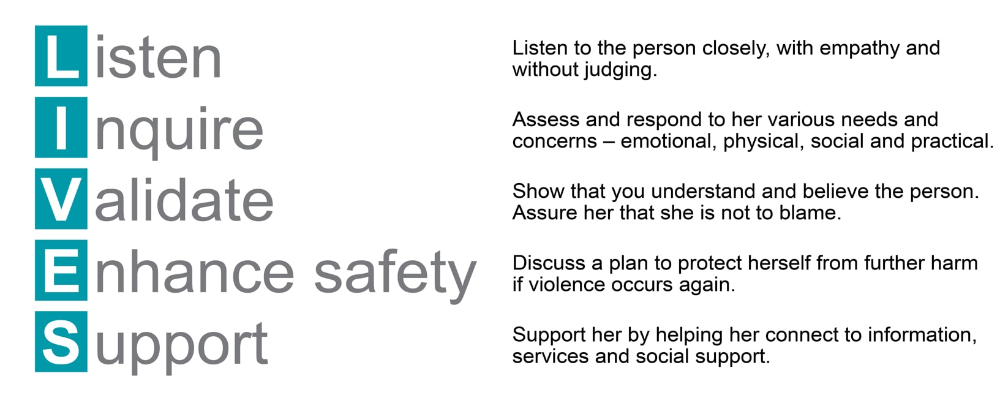 Listen
Listen to the person closely, with empathy and
without judging.
Inquire
Assess and respond to her various needs and
concerns – emotional, physical, social and practical.
Validate
Show that you understand and believe the person.
Assure her that she is not to blame.
Enhance safety
Discuss a plan to protect herself from further harm
if violence occurs again.
Support
Support her by helping her connect to information,
services and social support.